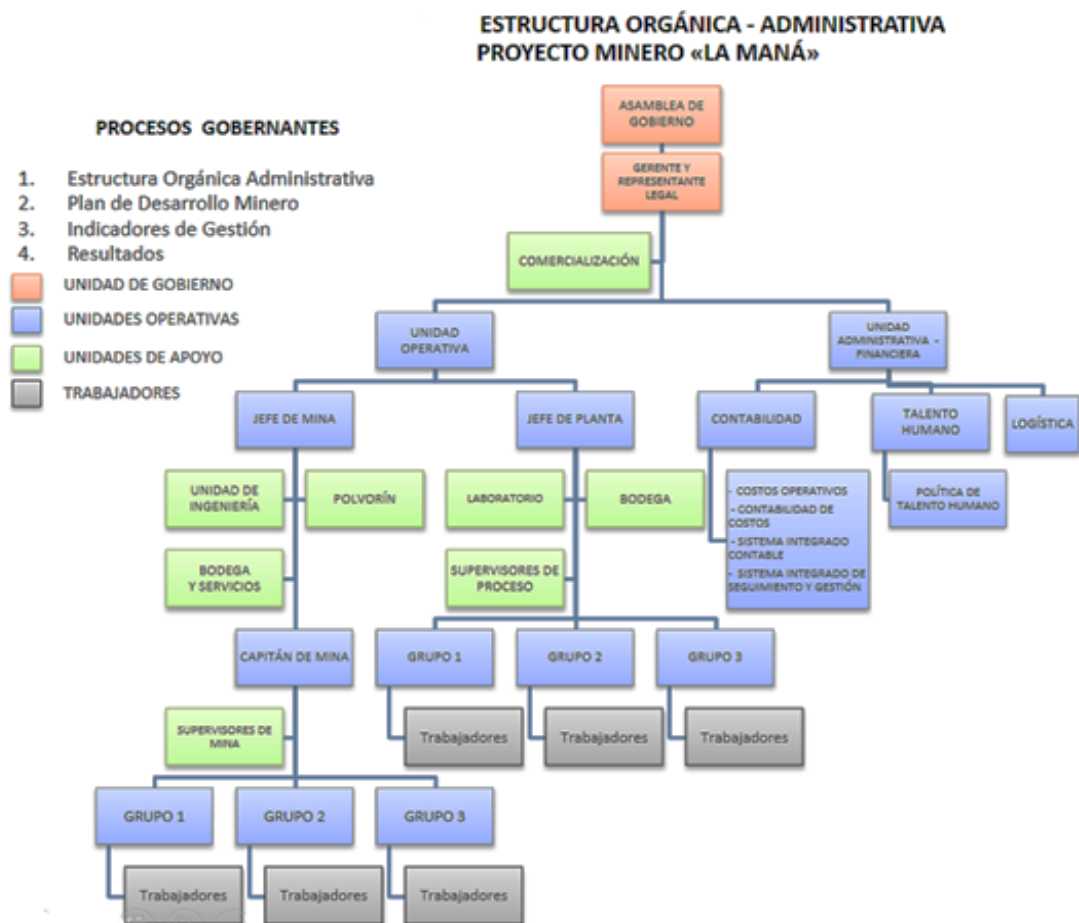 ESTRUCTURA ORGÁNICA - ADMINISTRATIVA
PROYECTO MINERO «LA MANÁ»
PROCESOS GOBERNANTES
1. Estructura Orgánica Administrativa
2. Plan de Desarrollo Minero
3. Indicadores de Gestión
4. Resultados
UNIDAD DE GOBIERNO
UNIDADES OPERATIVAS
UNIDADES DE APOYO
TRABAJADORES
ASAMBLEA DE
GOBIERNO
GERENTE Y
REPRESENTANTE
LEGAL
COMERCIALIZACIÓN
UNIDAD
OPERATIVA
UNIDAD
ADMINISTRATIVA -
FINANCIERA
JEFE DE MINA
JEFE DE PLANTA
CONTABILIDAD
TALENTO
HUMANO
LOGÍSTICA
UNIDAD DE
INGENIERÍA
POLVORÍN
LABORATORIO
BODEGA
- COSTOS OPERATIVOS
- CONTABILIDAD DE
COSTOS
- SISTEMA INTEGRADO
CONTABLE
- SISTEMA INTEGRADO DE
SEGUIMIENTO Y GESTIÓN
POLÍTICA DE
TALENTO HUMANO
BODEGA
Y SERVICIOS
SUPERVISORES DE
PROCESO
CAPITÁN DE MINA
GRUPO 1
GRUPO 2
GRUPO 3
Trabajadores
Trabajadores
Trabajadores
SUPERVISORES DE
MINA
GRUPO 1
GRUPO 2
GRUPO 3
Trabajadores
Trabajadores
Trabajadores